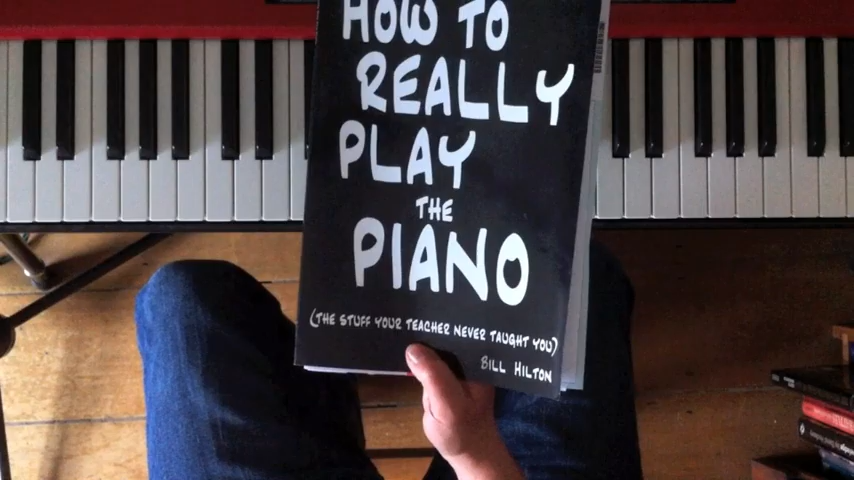 HOW TO
REALLY
PLAY
THE
PIANO
(THE STUFF YOUR TEACHER NEVER TAUGHT YOU)
BILL HILTON